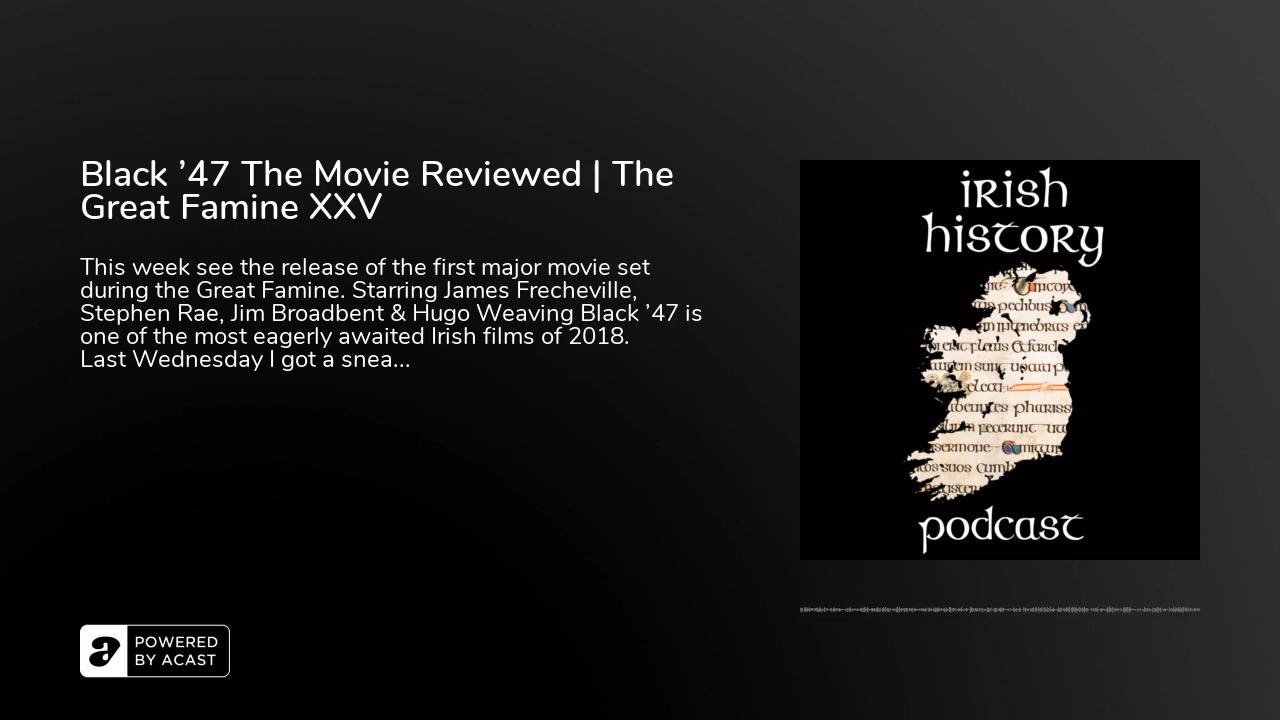 Black ’47 The Movie Reviewed | The
Great Famine XXV
This week see the release of the first major movie set
during the Great Famine. Starring James Frecheville,
Stephen Rae, Jim Broadbent & Hugo Weaving Black ’47 is
one of the most eagerly awaited Irish films of 2018.
Last Wednesday I got a snea...
irish
history
podcast
POWERED
BY ACAST